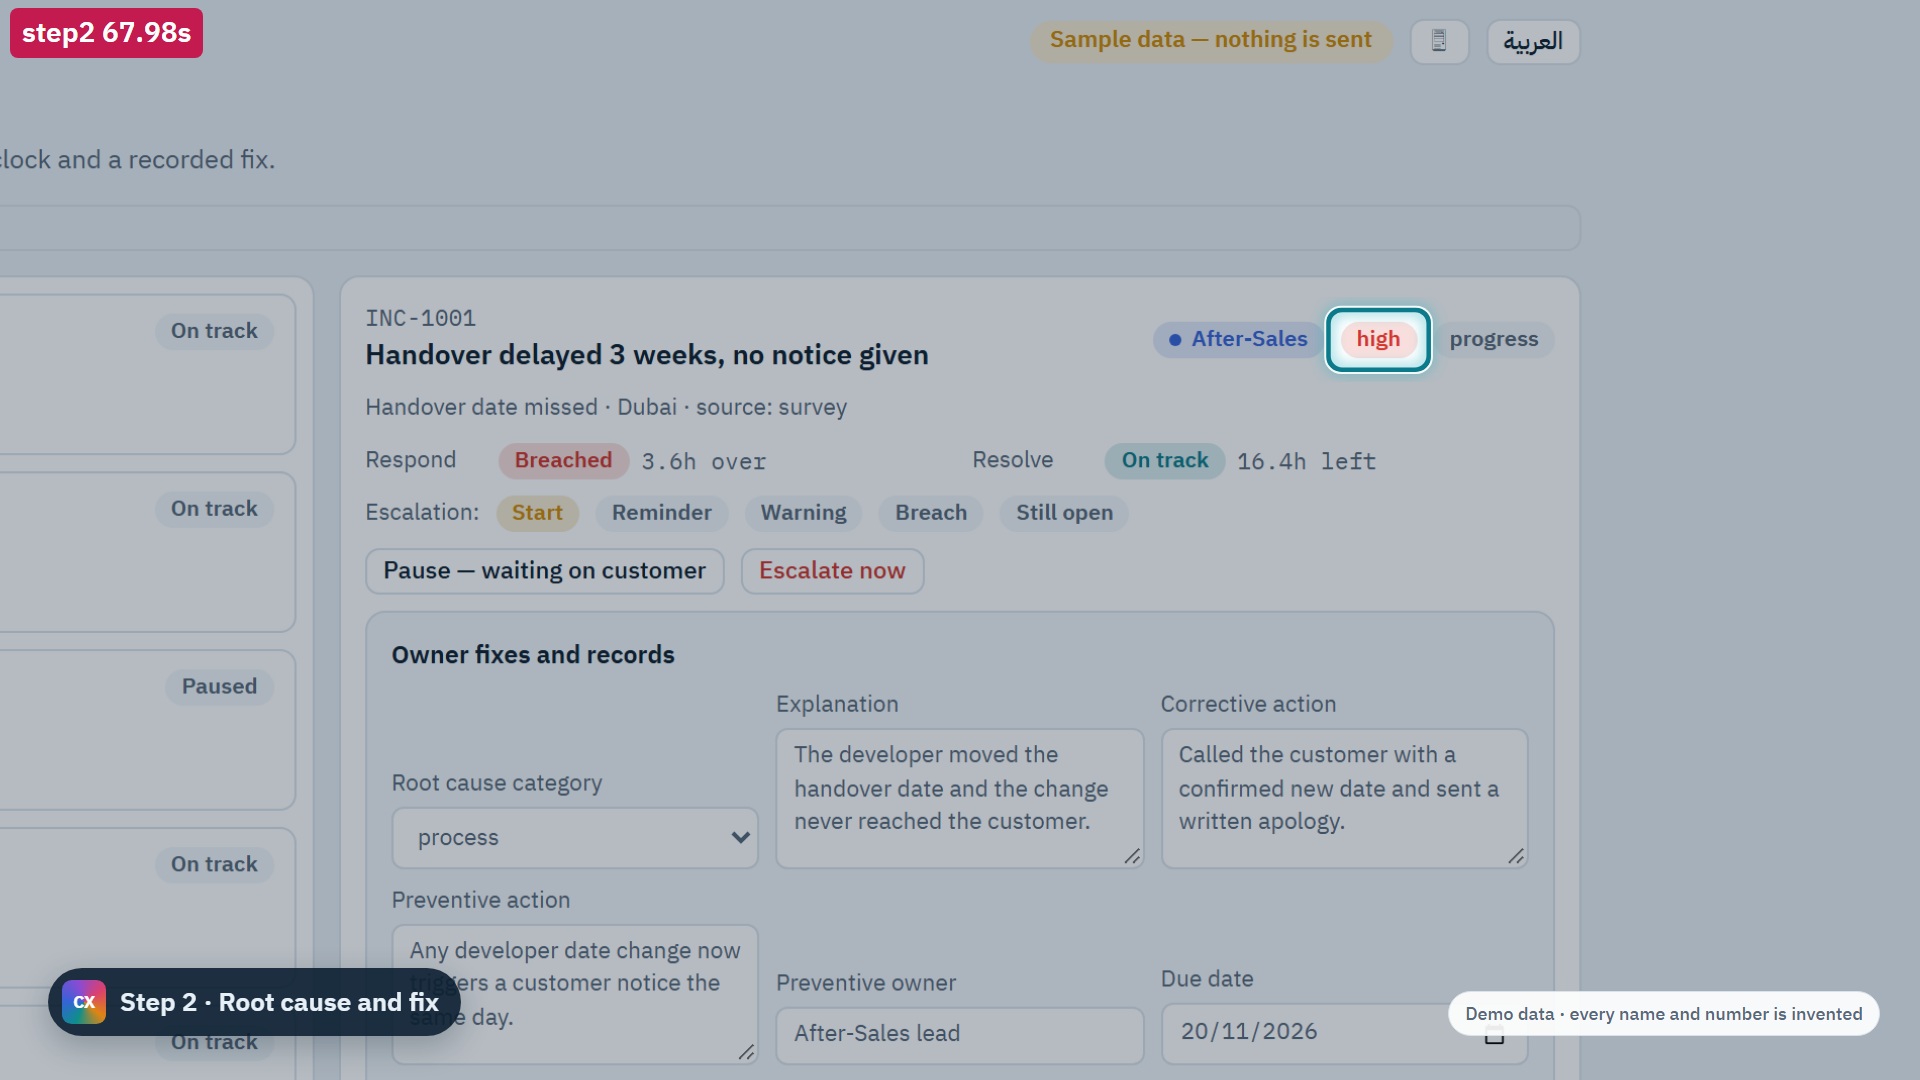 step2 67.98s
Sample data — nothing is sent
العربية
clock and a recorded fix.
On track
On track
Paused
On track
On track
INC-1001
Handover delayed 3 weeks, no notice given
After-Sales
high
progress
Handover date missed · Dubai · source: survey
Respond
Breached
3.6h over
Resolve
On track
16.4h left
Escalation:
Start
Reminder
Warning
Breach
Still open
Pause — waiting on customer
Escalate now
Owner fixes and records
Root cause category
process
Explanation
The developer moved the
handover date and the change
never reached the customer.
Corrective action
Called the customer with a
confirmed new date and sent a
written apology.
Preventive action
Any developer date change now
triggers a customer notice the
same day.
Preventive owner
After-Sales lead
Due date
20/11/2026
CX
Step 2 · Root cause and fix
Demo data · every name and number is invented